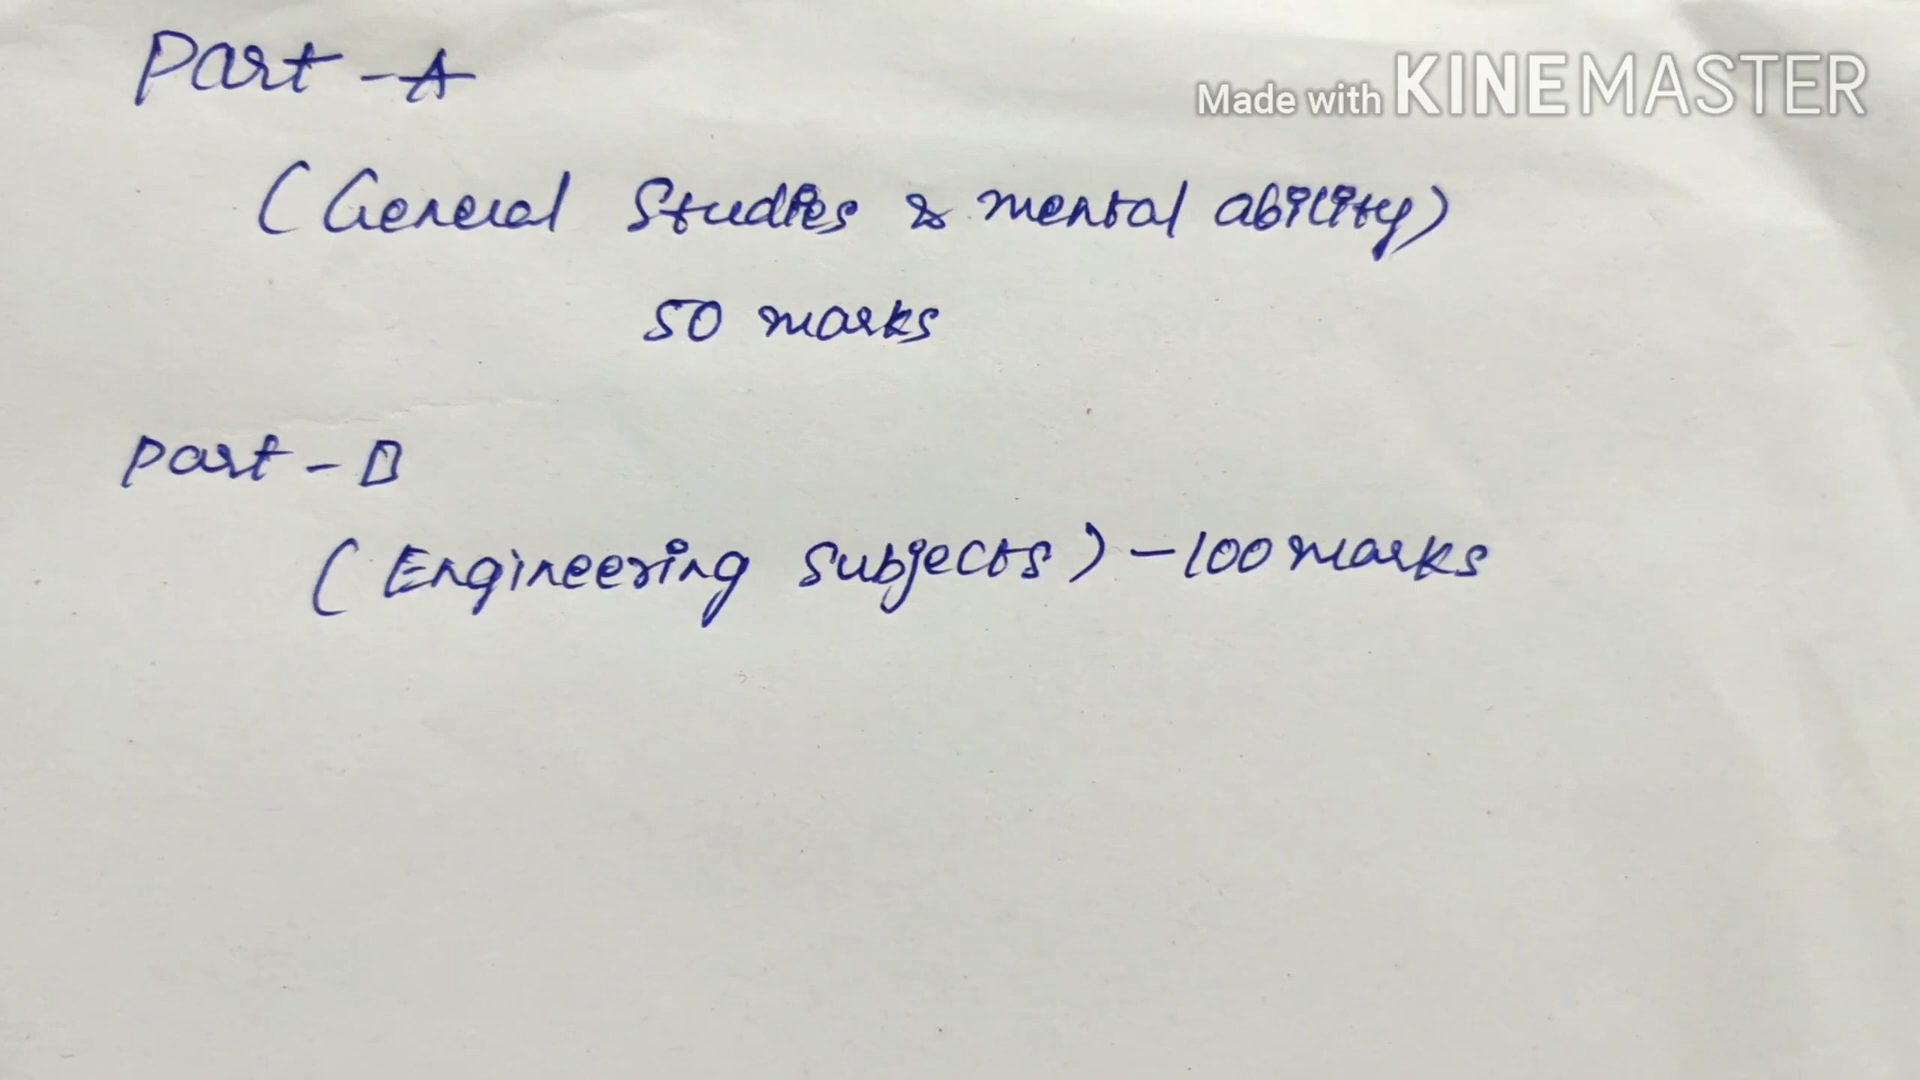 Part - A
Made with KINEMASTER
(General Studies & mental ability)
50 marks
Part - B
(Engineering Subjects) - 100 marks